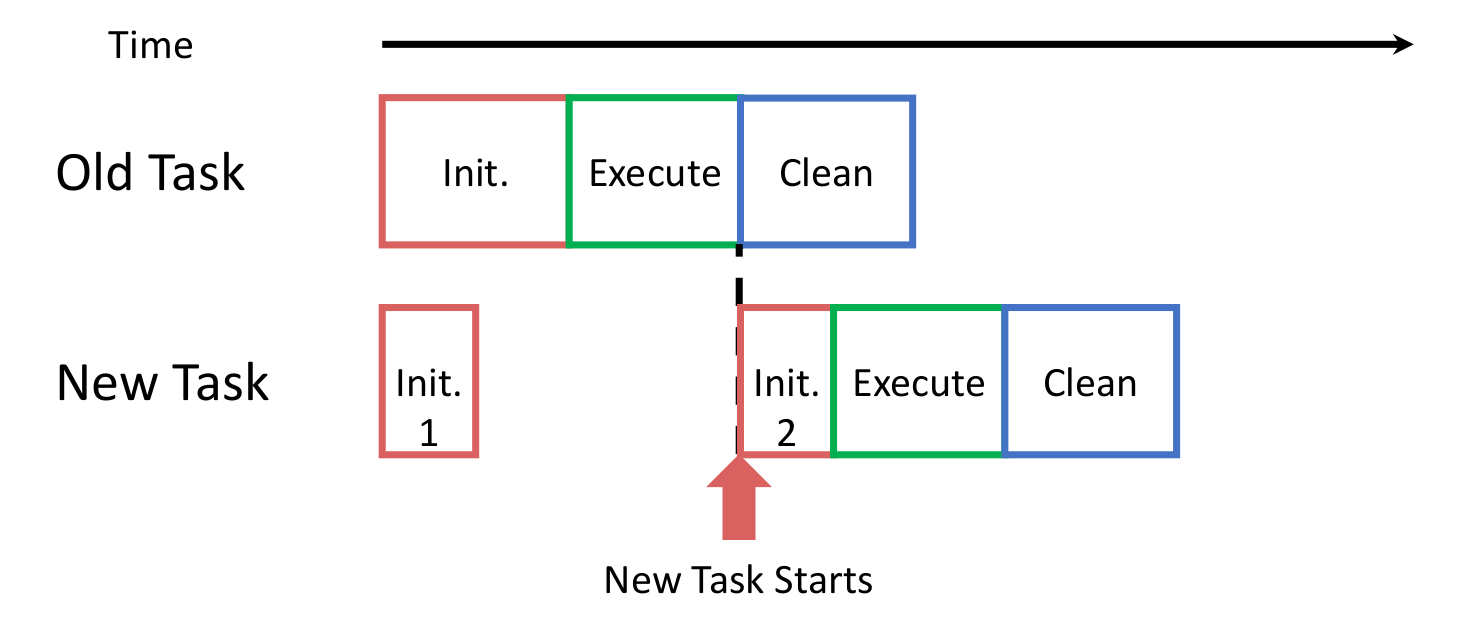 Time
Old Task
Init.
Execute
Clean
New Task
Init.
1
Init.
2
Execute
Clean
New Task Starts